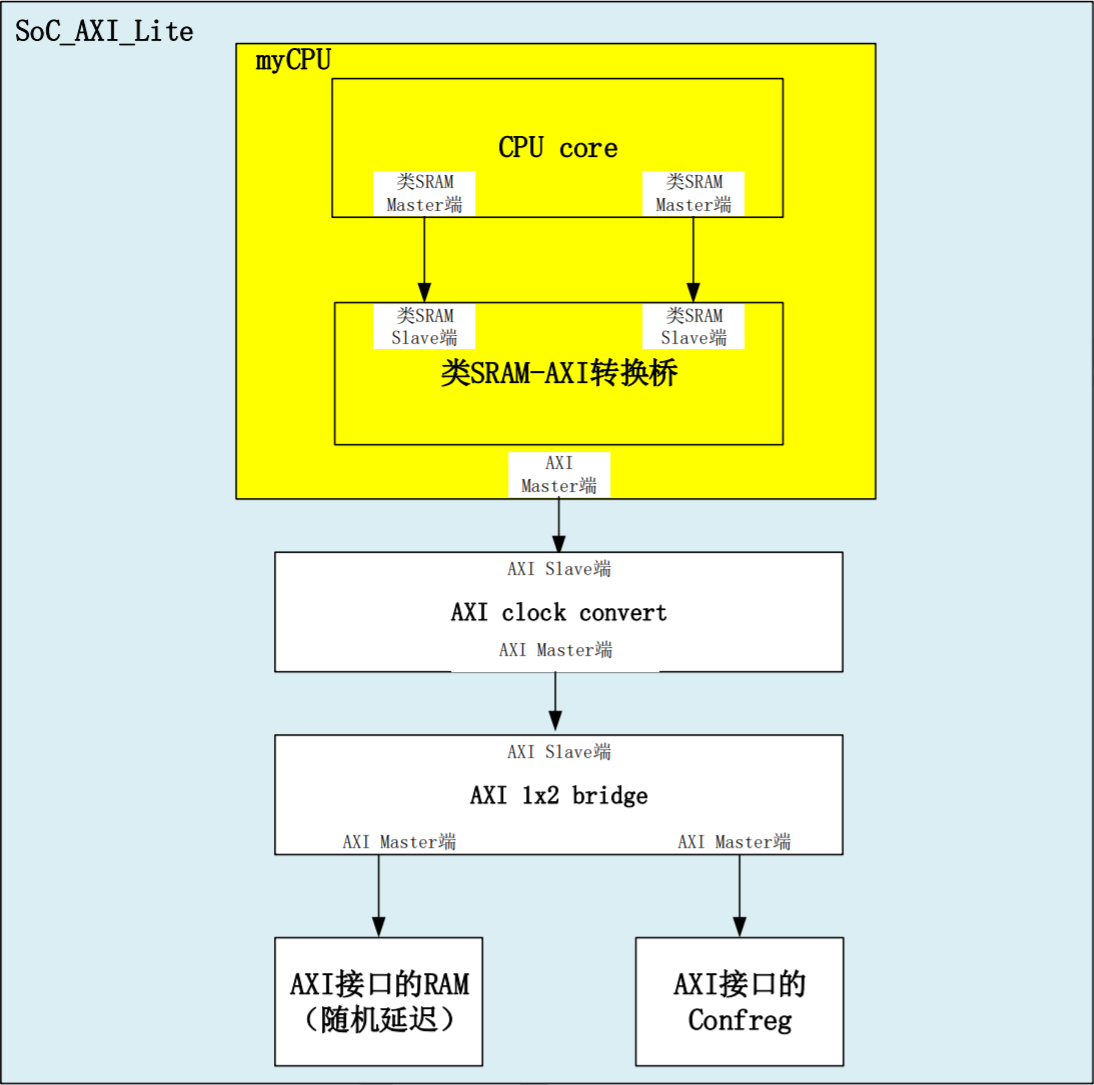 SoC_AXI_Lite
myCPU
CPU core
类SRAM
Master端
类SRAM
Master端
类SRAM
Slave端
类SRAM
Slave端
类SRAM-AXI转换桥
AXI
Master端
AXI Slave端
AXI clock convert
AXI Master端
AXI Slave端
AXI 1x2 bridge
AXI Master端
AXI Master端
AXI接口的RAM
（随机延迟）
AXI接口的
Confreg